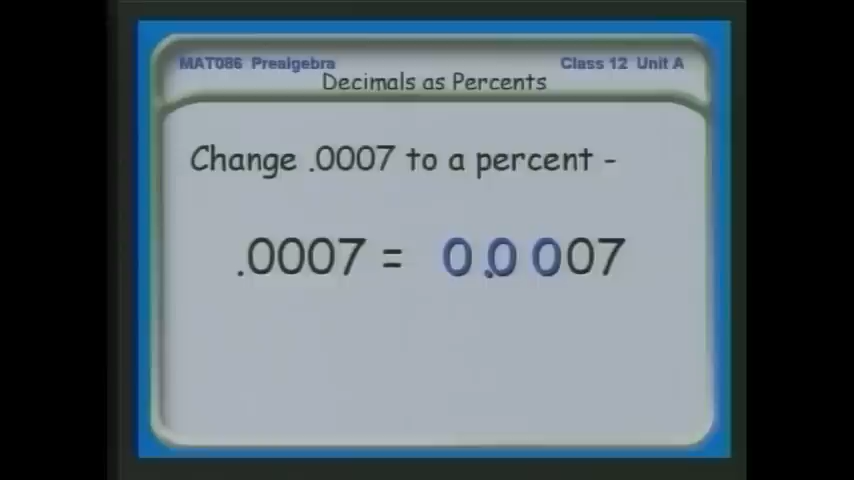 MAT086 Prealgebra
Class 12 Unit A
Decimals as Percents
Change .0007 to a percent -
.0007 = 0.0007